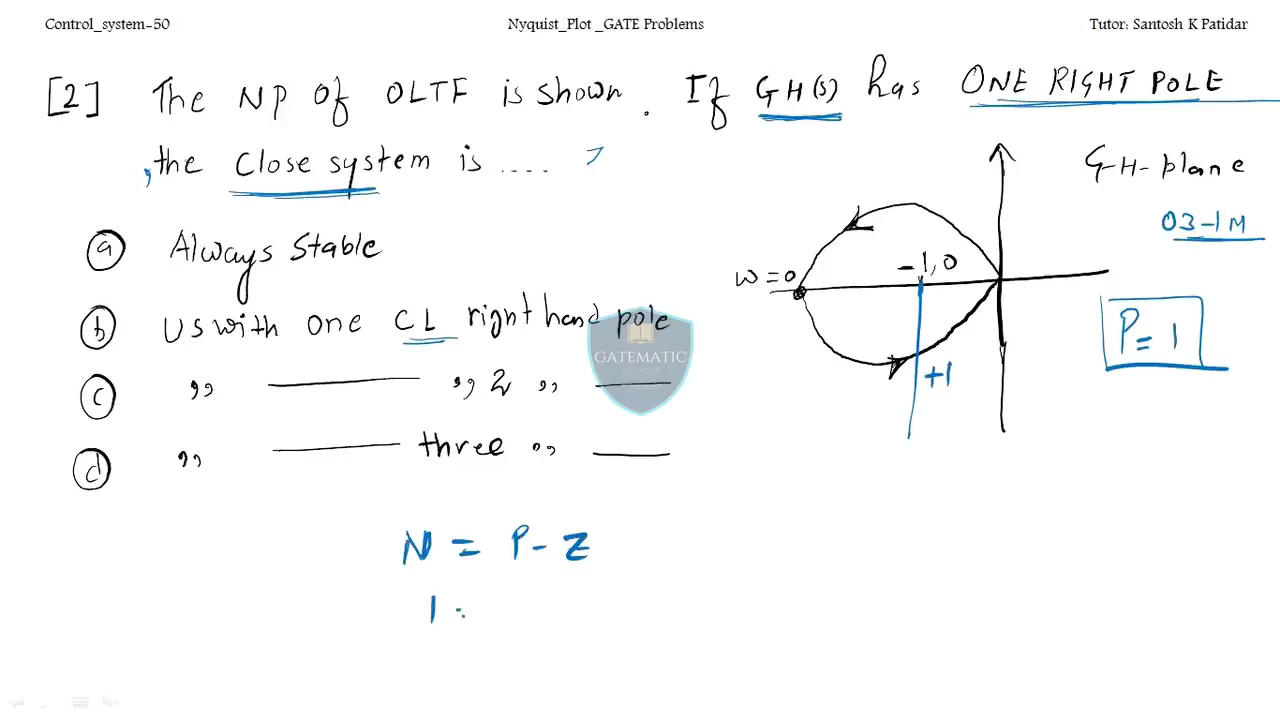 Control_system-50
Nyquist_Plot _GATE Problems
Tutor: Santosh K Patidar
[2] The NP of OLTF is shown . If GH(s) has ONE RIGHT POLE
, the close system is .... ?
GH-plane
03-1M
ω=0
-1,0
+1
P=1
(a) Always Stable
(b) US with one CL right hand pole
(c) ,, ——— ,, 2 ,, ———
(d) ,, ——— three ,, ———
GATEMATIC
N = P - Z
1